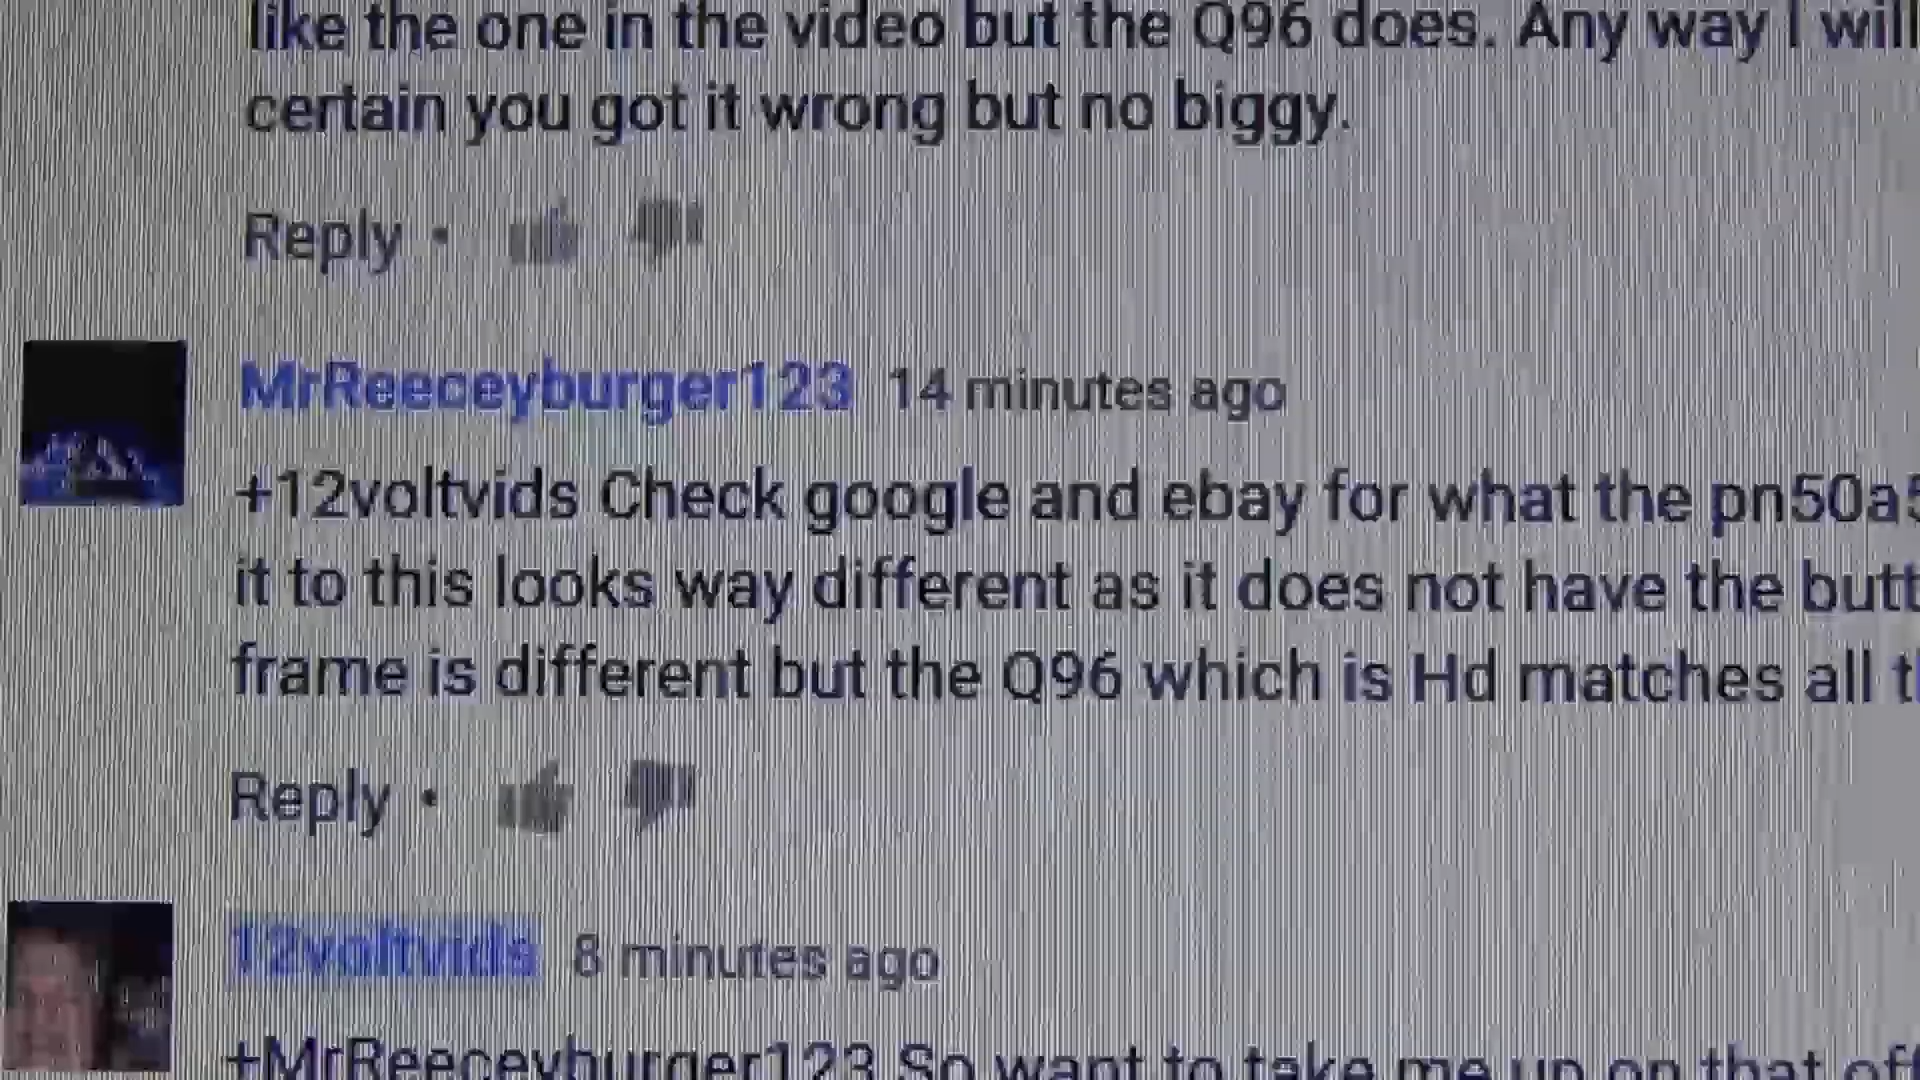 like the one in the video but the Q96 does. Any way I will
certain you got it wrong but no biggy.
Reply •
MrReeceyburger123 14 minutes ago
+12voltvids Check google and ebay for what the pn50a5
it to this looks way different as it does not have the butt
frame is different but the Q96 which is Hd matches all t
Reply •
12voltvids 8 minutes ago
+MrReeceyburger123 So want to take me up on that off